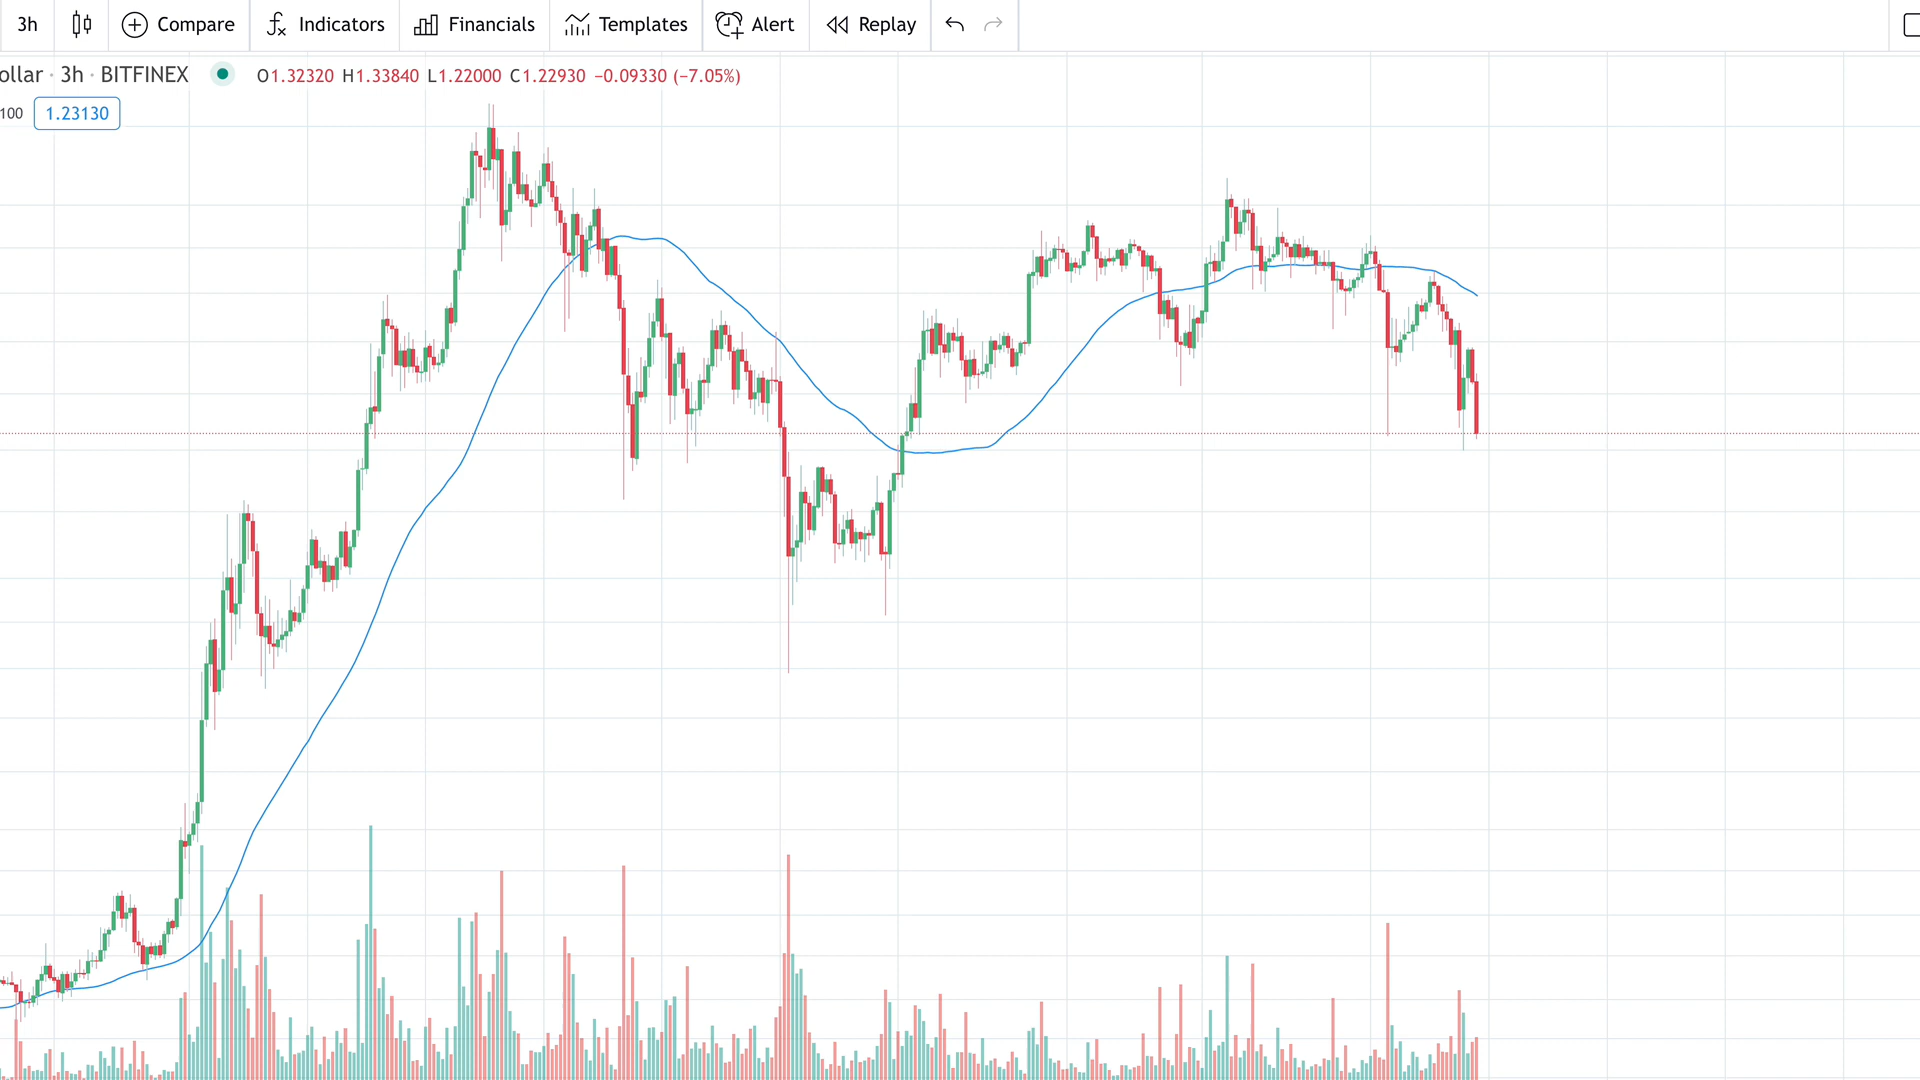 3h Compare Indicators Financials Templates Alert Replay
ollar · 3h · BITFINEX O1.32320 H1.33840 L1.22000 C1.22930 −0.09330 (−7.05%)
100 1.23130